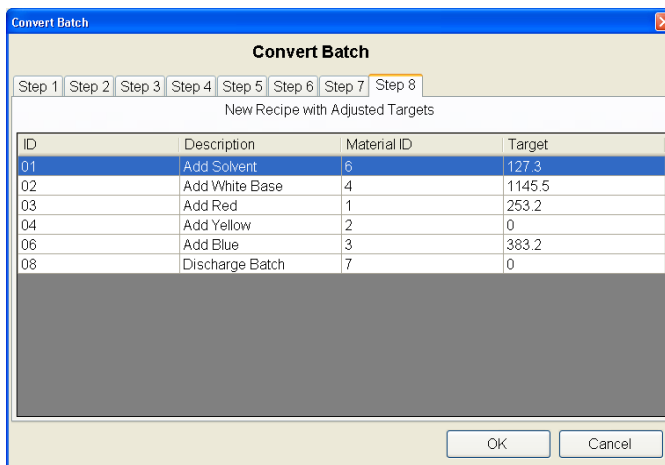 Convert Batch
Convert Batch
Step 1 Step 2 Step 3 Step 4 Step 5 Step 6 Step 7 Step 8
New Recipe with Adjusted Targets
ID Description Material ID Target
01 Add Solvent 6 127.3
02 Add White Base 4 1145.5
03 Add Red 1 253.2
04 Add Yellow 2 0
06 Add Blue 3 383.2
08 Discharge Batch 7 0
OK Cancel